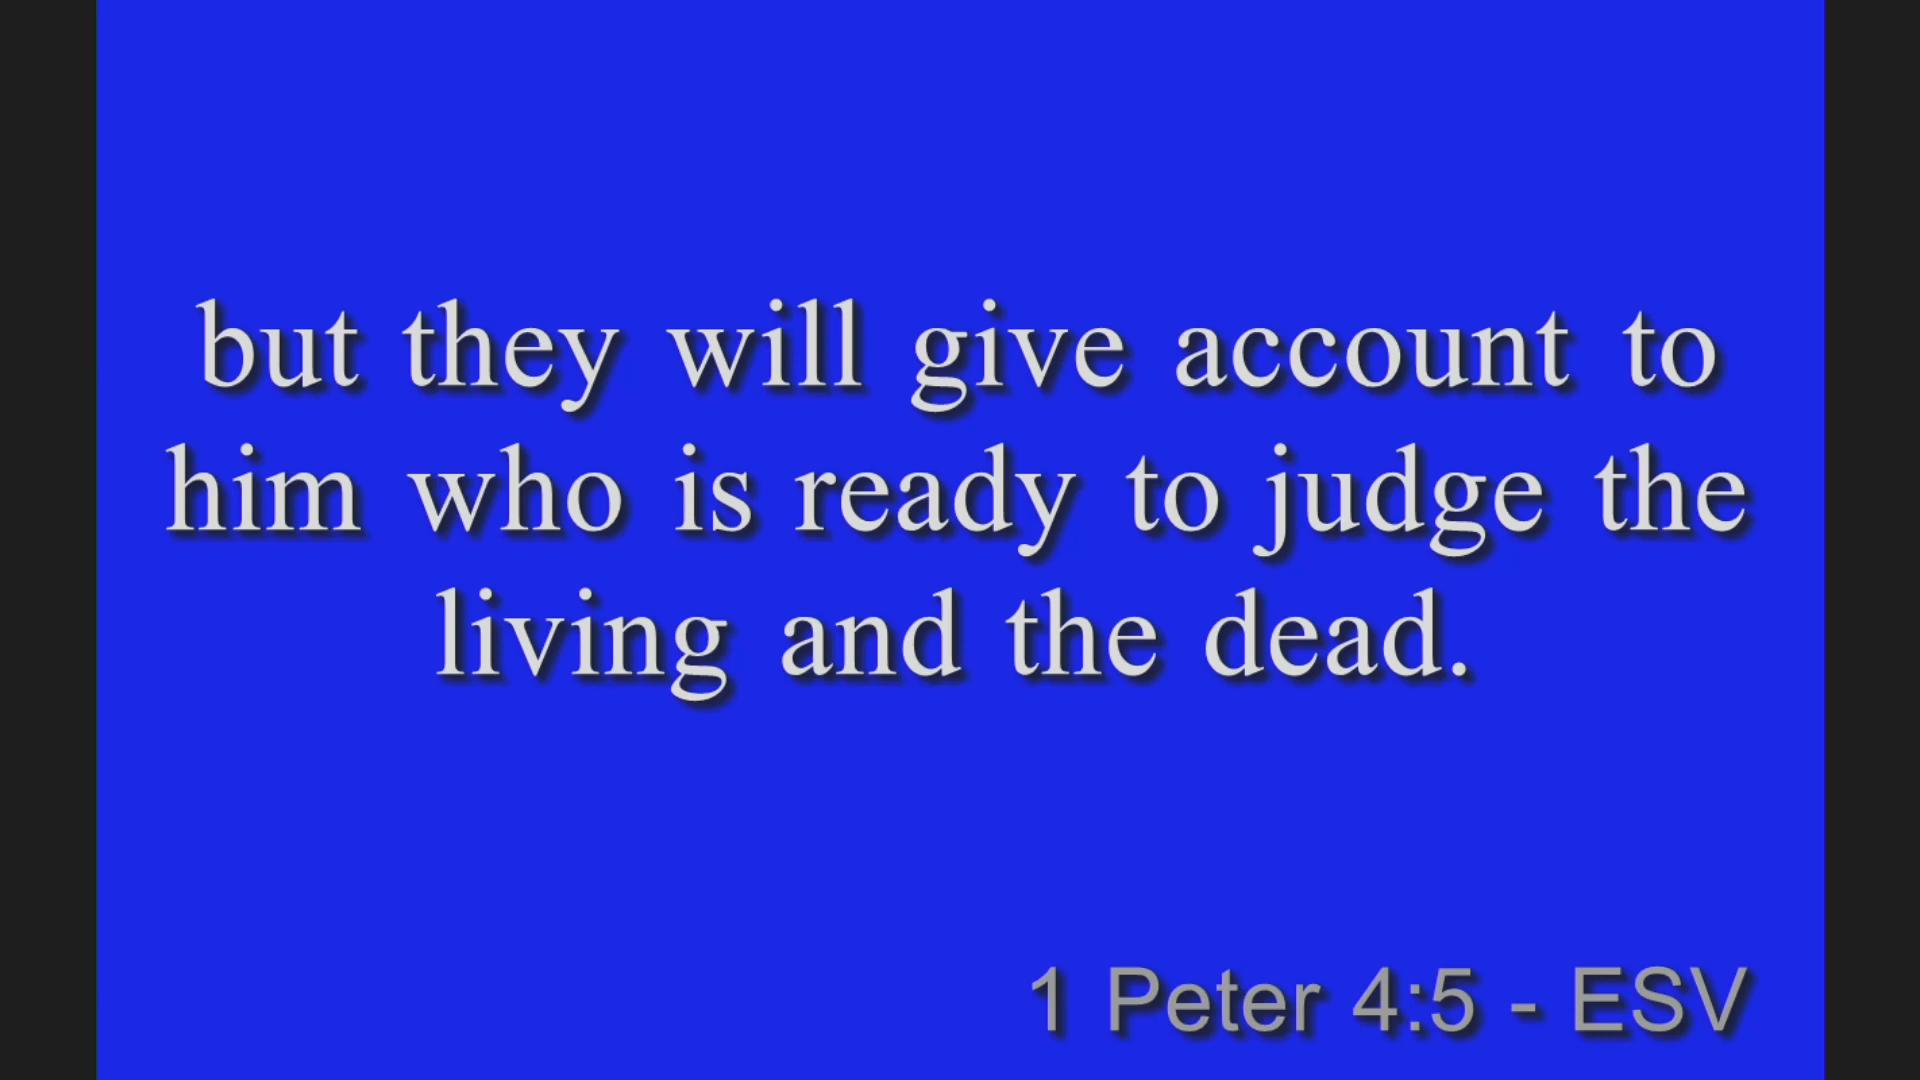 but they will give account to
him who is ready to judge the
living and the dead.
1 Peter 4:5 - ESV